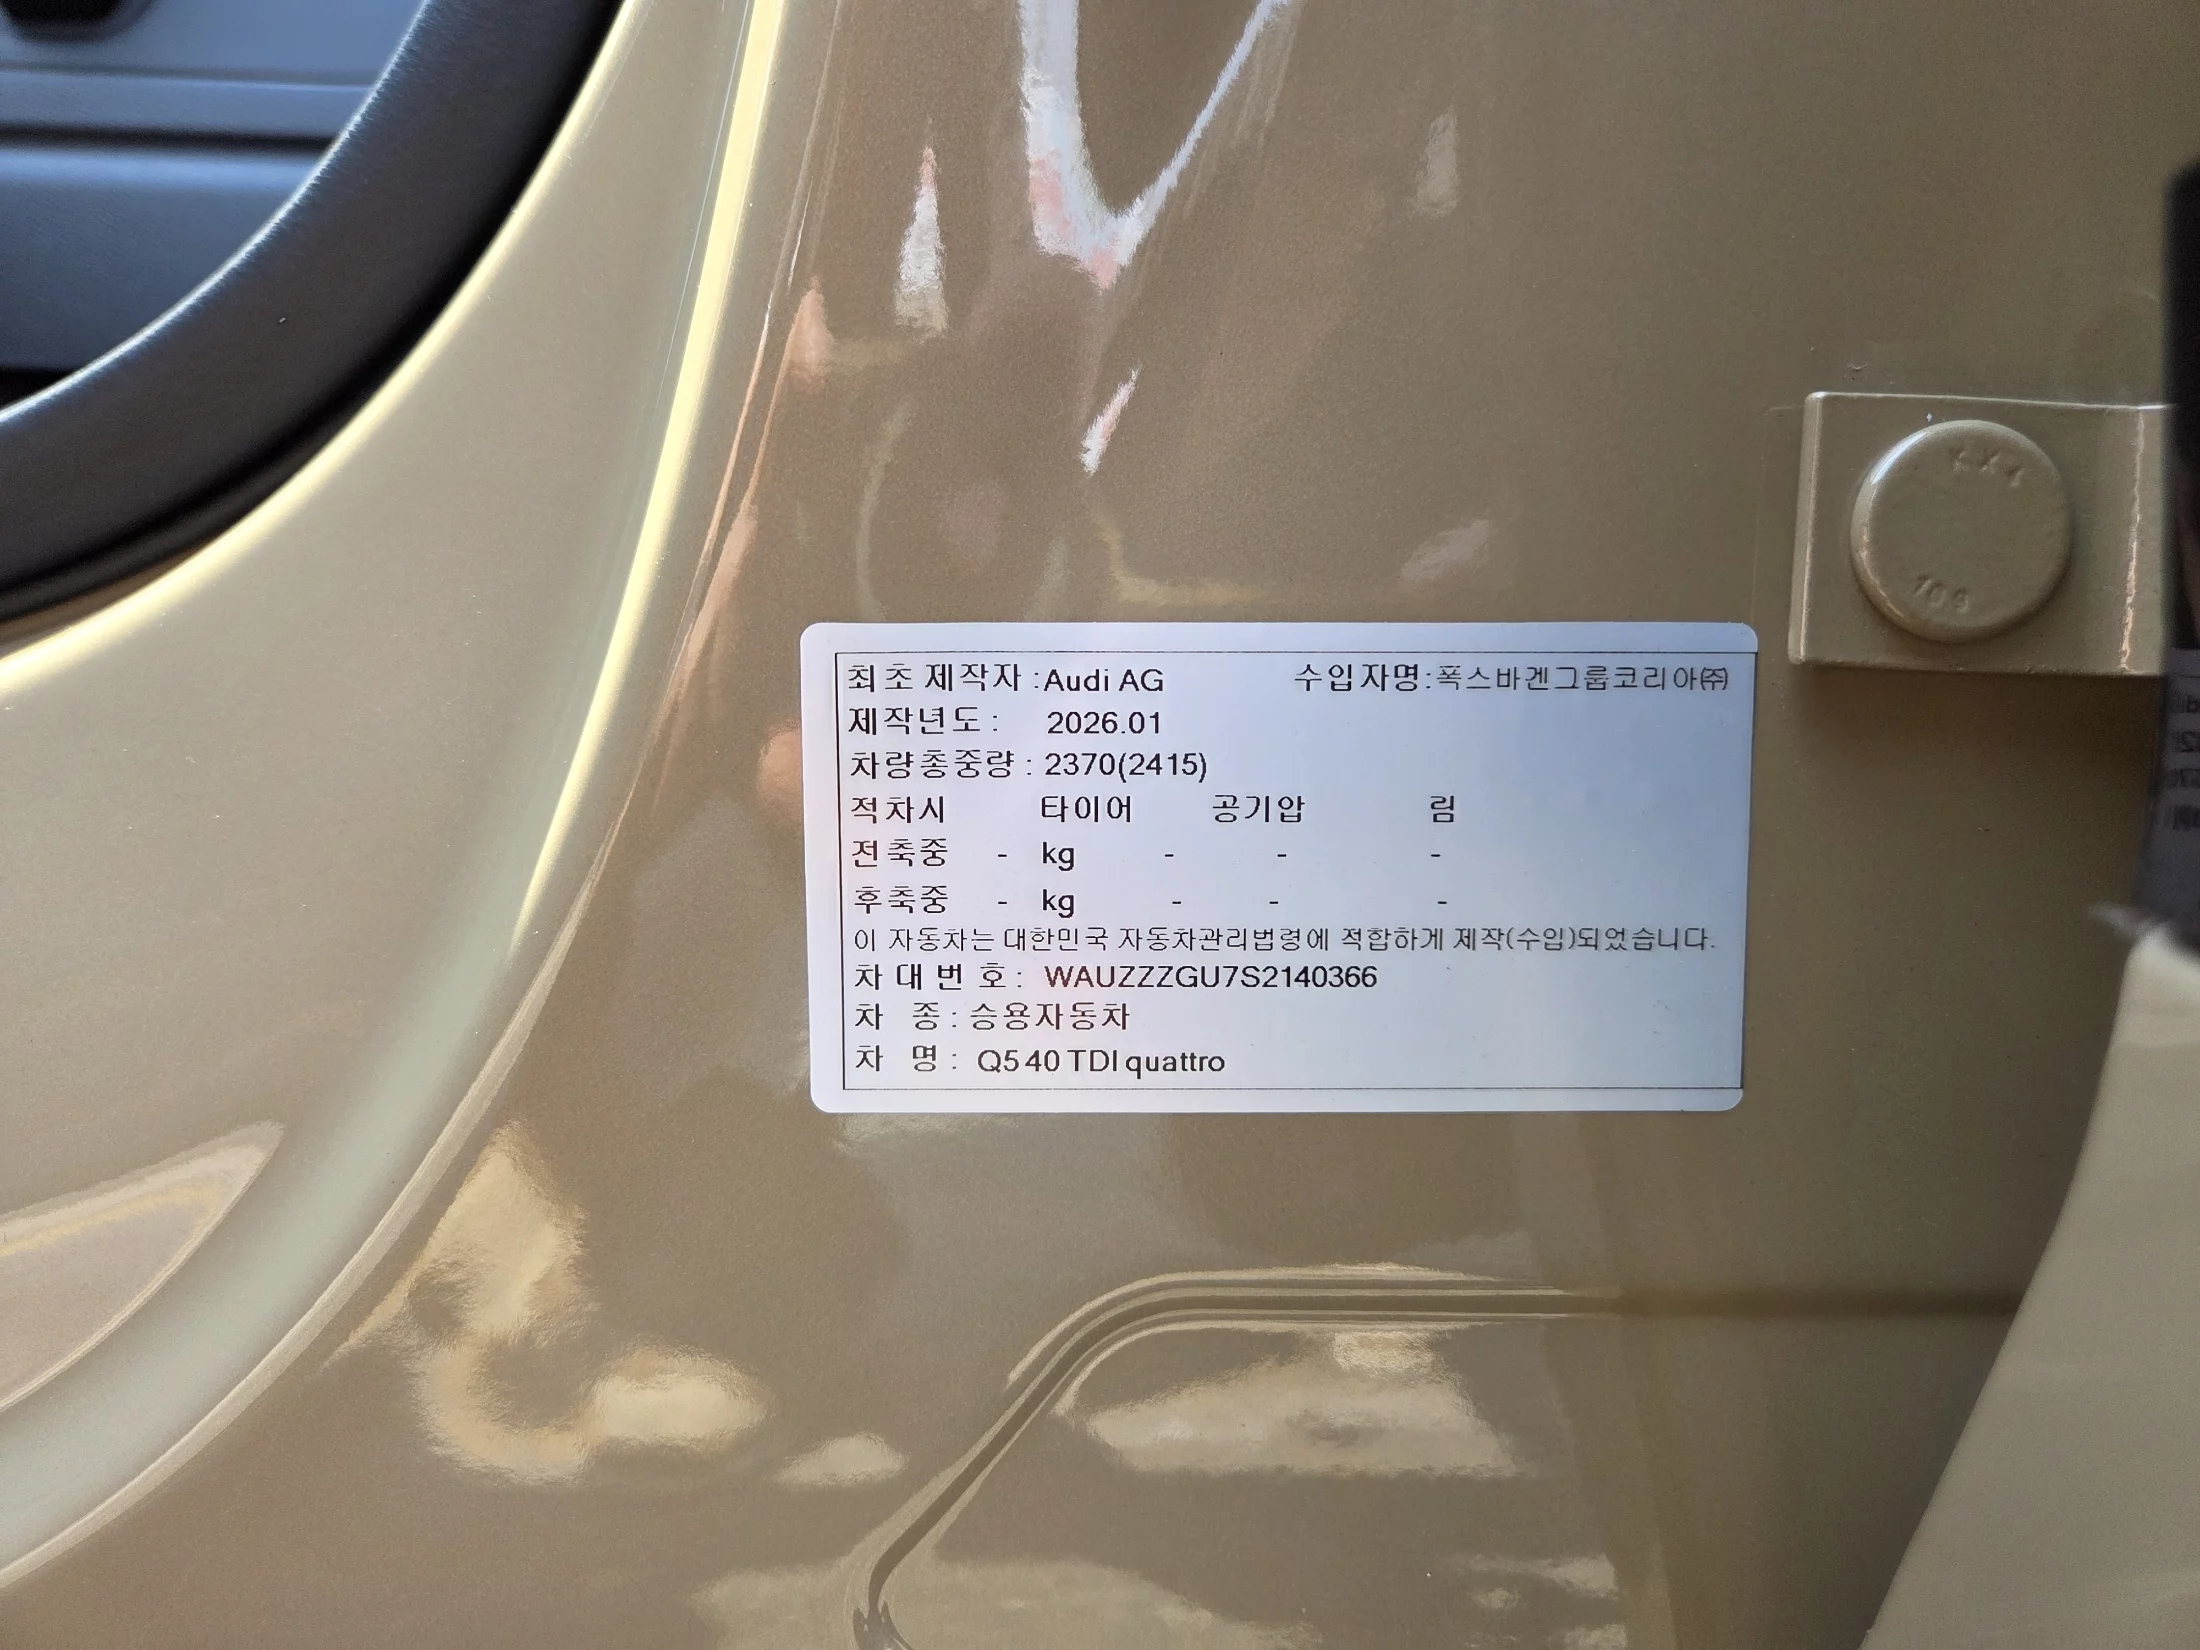 최초 제작자 :Audi AG 수입자명:폭스바겐그룹코리아㈜
제작년도 : 2026.01
차량총중량 : 2370(2415)
적차시 타이어 공기압 림
전축중 - kg - - -
후축중 - kg - - -
이 자동차는 대한민국 자동차관리법령에 적합하게 제작(수입)되었습니다.
차 대 번 호 : WAUZZZGU7S2140366
차 종 : 승용자동차
차 명 : Q5 40 TDI quattro
10.9